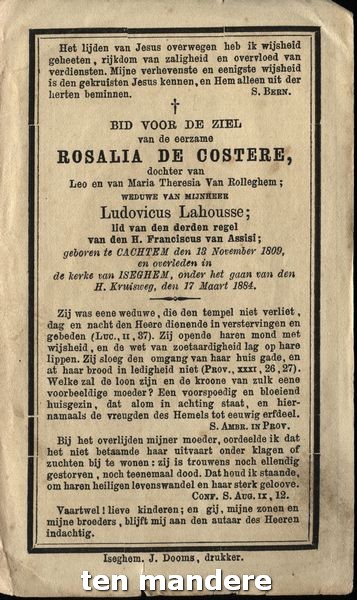 Het lijden van Jesus overwegen heb ik wijsheid
geheeten, rijkdom van zaligheid en overvloed van
verdiensten. Mijne verhevenste en eenigste wijsheid
is den gekruisten Jesus kennen, en Hem alleen uit der
herten beminnen. S. BERN.
†
BID VOOR DE ZIEL
van de eerzame
ROSALIA DE COSTERE,
dochter van
Leo en van Maria Theresia Van Rolleghem;
WEDUWE VAN MIJNHEER
Ludovicus Lahousse;
lid van den derden regel
van den H. Franciscus van Assisi;
geboren te CACHTEM den 13 November 1809,
en overleden in
de kerke van ISEGHEM, onder het gaan van den
H. Kruisweg, den 17 Maart 1884.
Zij was eene weduwe, die den tempel niet verliet,
dag en nacht den Heere dienende in verstervingen en
gebeden (LUC., II, 37). Zij opende haren mond met
wijsheid, en de wet van zoetaardigheid lag op hare
lippen. Zij sloeg den omgang van haar huis gade, en
at haar brood in ledigheid niet (PROV., XXXI, 26, 27).
Welke zal de loon zijn en de kroone van zulk eene
voorbeeldige moeder? Een voorspoedig en bloeiend
huisgezin, dat alom in achting staat, en hier-
namaals de vreugden des Hemels tot eeuwig erfdeel.
S. AMBR. IN PROV.
Bij het overlijden mijner moeder, oordeelde ik dat
het niet betaamde haar uitvaart onder klagen of
zuchten bij te wonen: zij is trouwens noch ellendig
gestorven, noch teenemaal dood. Dat houd ik staande,
om haren heiligen levenswandel en haar sterk geloove.
CONF. S. AUG. IX, 12.
Vaartwel! lieve kinderen; en gij, mijne zonen en
mijne broeders, blijft mij aan den autaar des Heeren
indachtig.
Iseghem, J. Dooms, drukker.
ten mandere